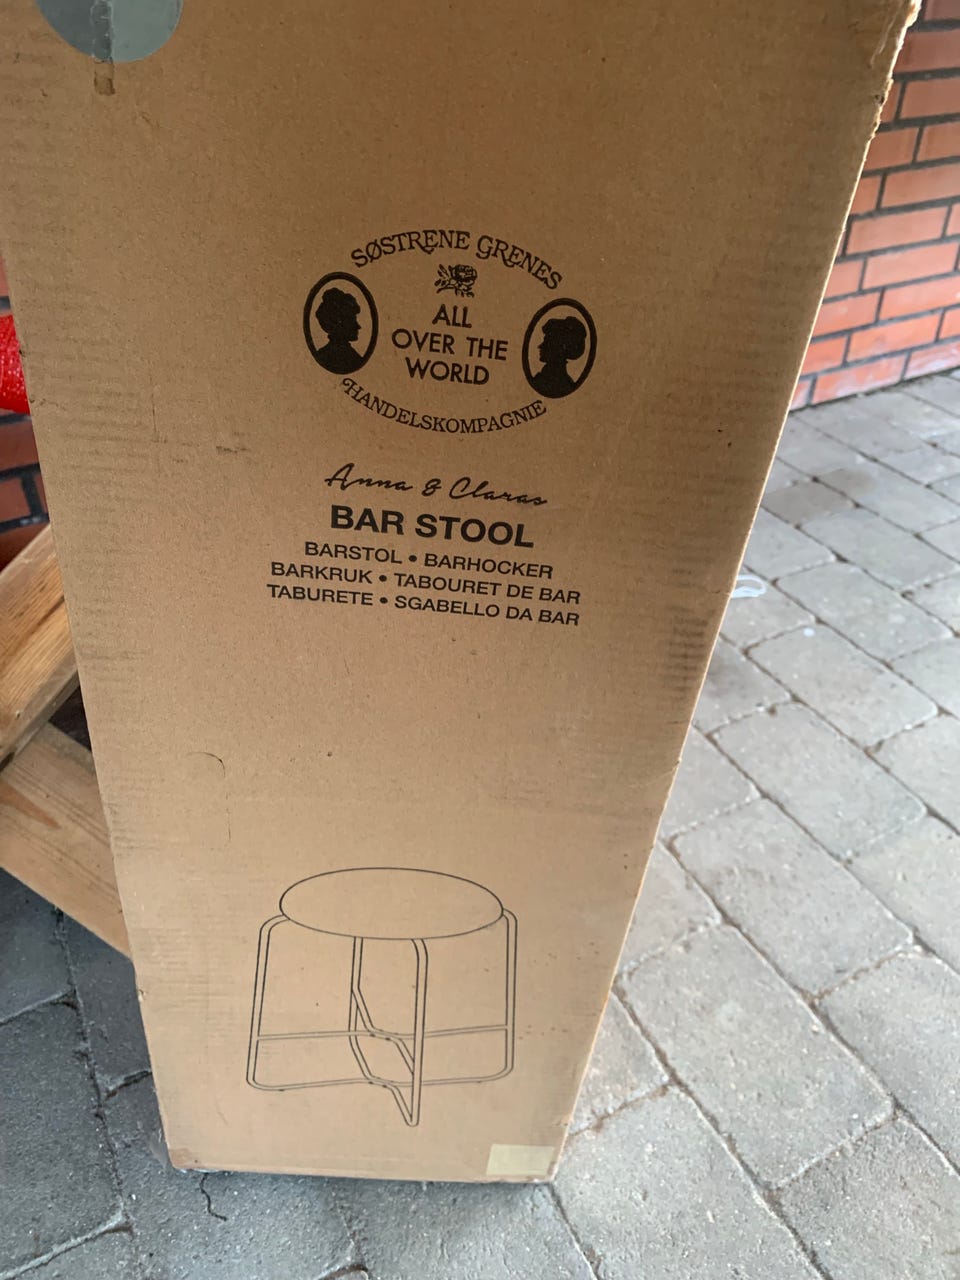 SØSTRENE GRENES
ALL
OVER THE
WORLD
HANDELSKOMPAGNIE
Anna & Claras
BAR STOOL
BARSTOL • BARHOCKER
BARKRUK • TABOURET DE BAR
TABURETE • SGABELLO DA BAR